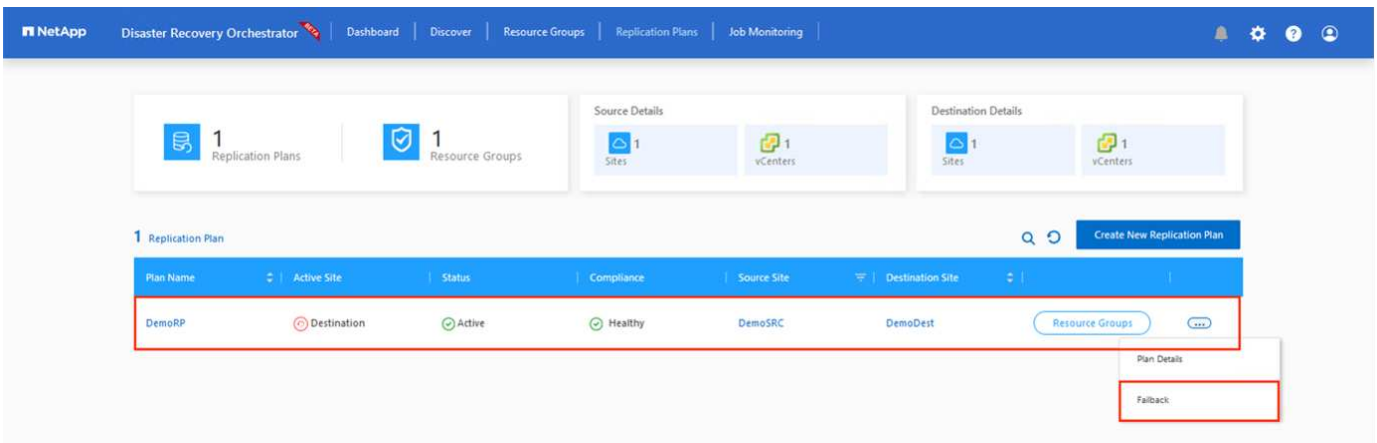 NetApp Disaster Recovery Orchestrator BETA Dashboard Discover Resource Groups Replication Plans Job Monitoring ?
1
Replication Plans
1
Resource Groups
Source Details
1
Sites
1
vCenters
Destination Details
1
Sites
1
vCenters
1 Replication Plan
Create New Replication Plan
Plan Name Active Site Status Compliance Source Site Destination Site
DemoRP Destination Active Healthy DemoSRC DemoDest Resource Groups ...
Plan Details
Failback